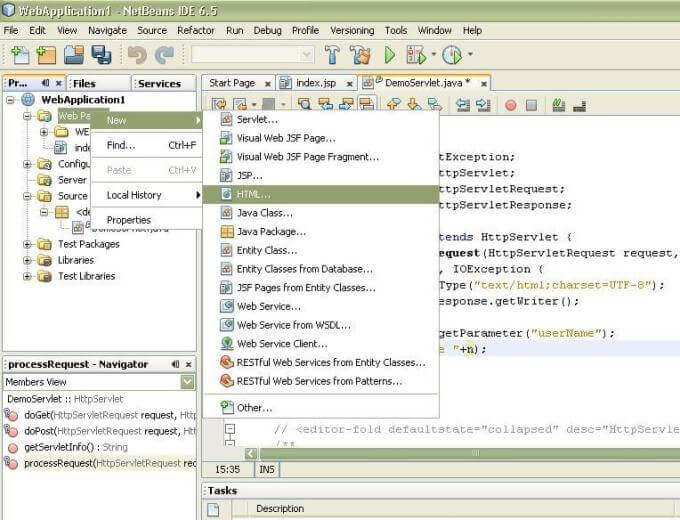 WebApplication1 - NetBeans IDE 6.5
File Edit View Navigate Source Refactor Run Debug Profile Versioning Tools Window Help
Pr... Files Services
Start Page index.jsp DemoServlet.java *
WebApplication1
Web Pa
WE
inde
Configu
Server
Source
<de
DemoServlet.java
Test Packages
Libraries
Test Libraries
New
Find... Ctrl+F
Paste Ctrl+V
Local History
Properties
Servlet...
Visual Web JSF Page...
Visual Web JSF Page Fragment...
JSP...
HTML...
Java Class...
Java Package...
Entity Class...
Entity Classes from Database...
JSF Pages from Entity Classes...
Web Service...
Web Service from WSDL...
Web Service Client...
RESTful Web Services from Entity Classes...
RESTful Web Services from Patterns...
Other...
tException;
ttpServlet;
ttpServletRequest;
ttpServletResponse;
tends HttpServlet {
equest(HttpServletRequest request,
, IOException {
Type("text/html;charset=UTF-8");
esponse.getWriter();
getParameter("userName");
e "+n);
// <editor-fold defaultstate="collapsed" desc="HttpServle
/**
15:35 INS
processRequest - Navigator
Members View
DemoServlet :: HttpServlet
doGet(HttpServletRequest request, Ht
doPost(HttpServletRequest request, H
getServletInfo() : String
processRequest(HttpServletRequest rec
Tasks
Description